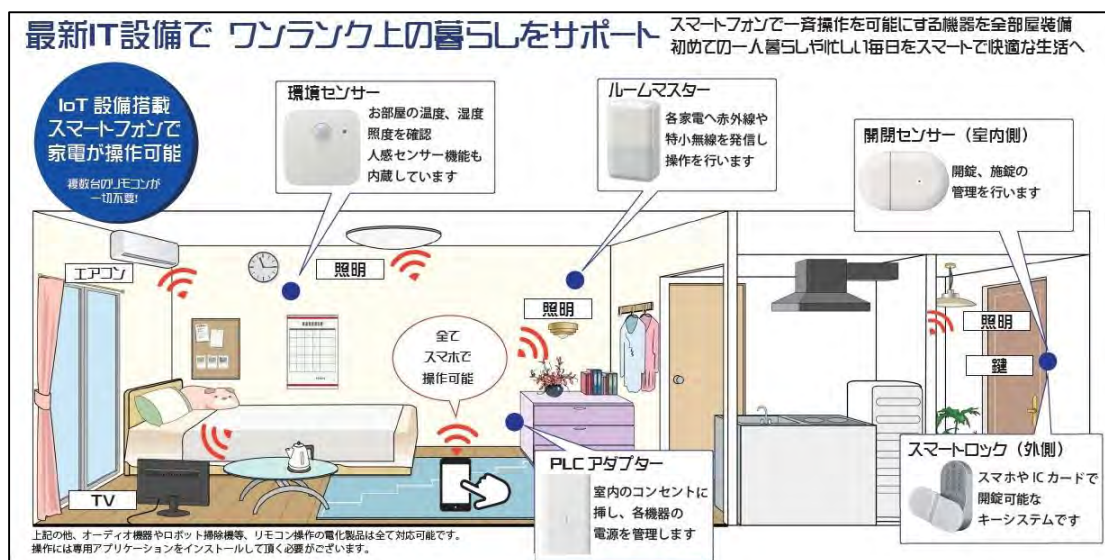 最新IT設備で ワンランク上の暮らしをサポート
スマートフォンで一斉操作を可能にする機器を全部屋装備
初めての一人暮らしや忙しい毎日をスマートで快適な生活へ
IoT 設備搭載
スマートフォンで
家電が操作可能
複数台のリモコンが
一切不要!
環境センサー
お部屋の温度、湿度
照度を確認
人感センサー機能も
内蔵しています
ルームマスター
各家電へ赤外線や
特小無線を発信し
操作を行います
開閉センサー（室内側）
開錠、施錠の
管理を行います
エアコン
照明
照明
照明
鍵
全て
スマホで
操作可能
TV
PLC アダプター
室内のコンセントに
挿し、各機器の
電源を管理します
スマートロック（外側）
スマホや IC カードで
開錠可能な
キーシステムです
上記の他、オーディオ機器やロボット掃除機等、リモコン操作の電化製品は全て対応可能です。
操作には専用アプリケーションをインストールして頂く必要がございます。